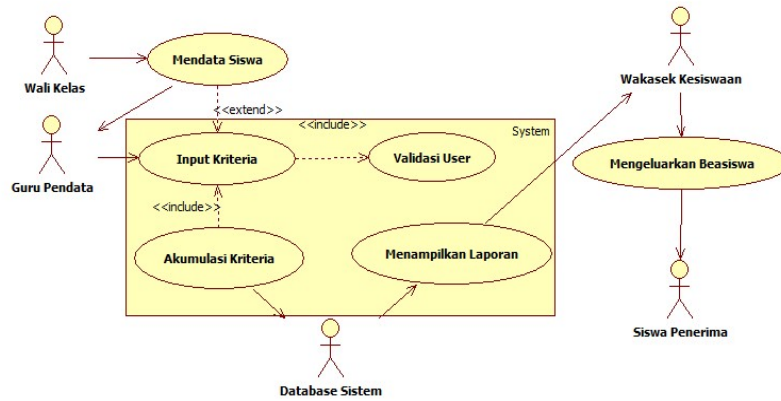 Mendata Siswa
Wali Kelas
Wakasek Kesiswaan
<<extend>>
<<include>>
System
Guru Pendata
Input Kriteria
Validasi User
Mengeluarkan Beasiswa
<<include>>
Akumulasi Kriteria
Menampilkan Laporan
Siswa Penerima
Database Sistem